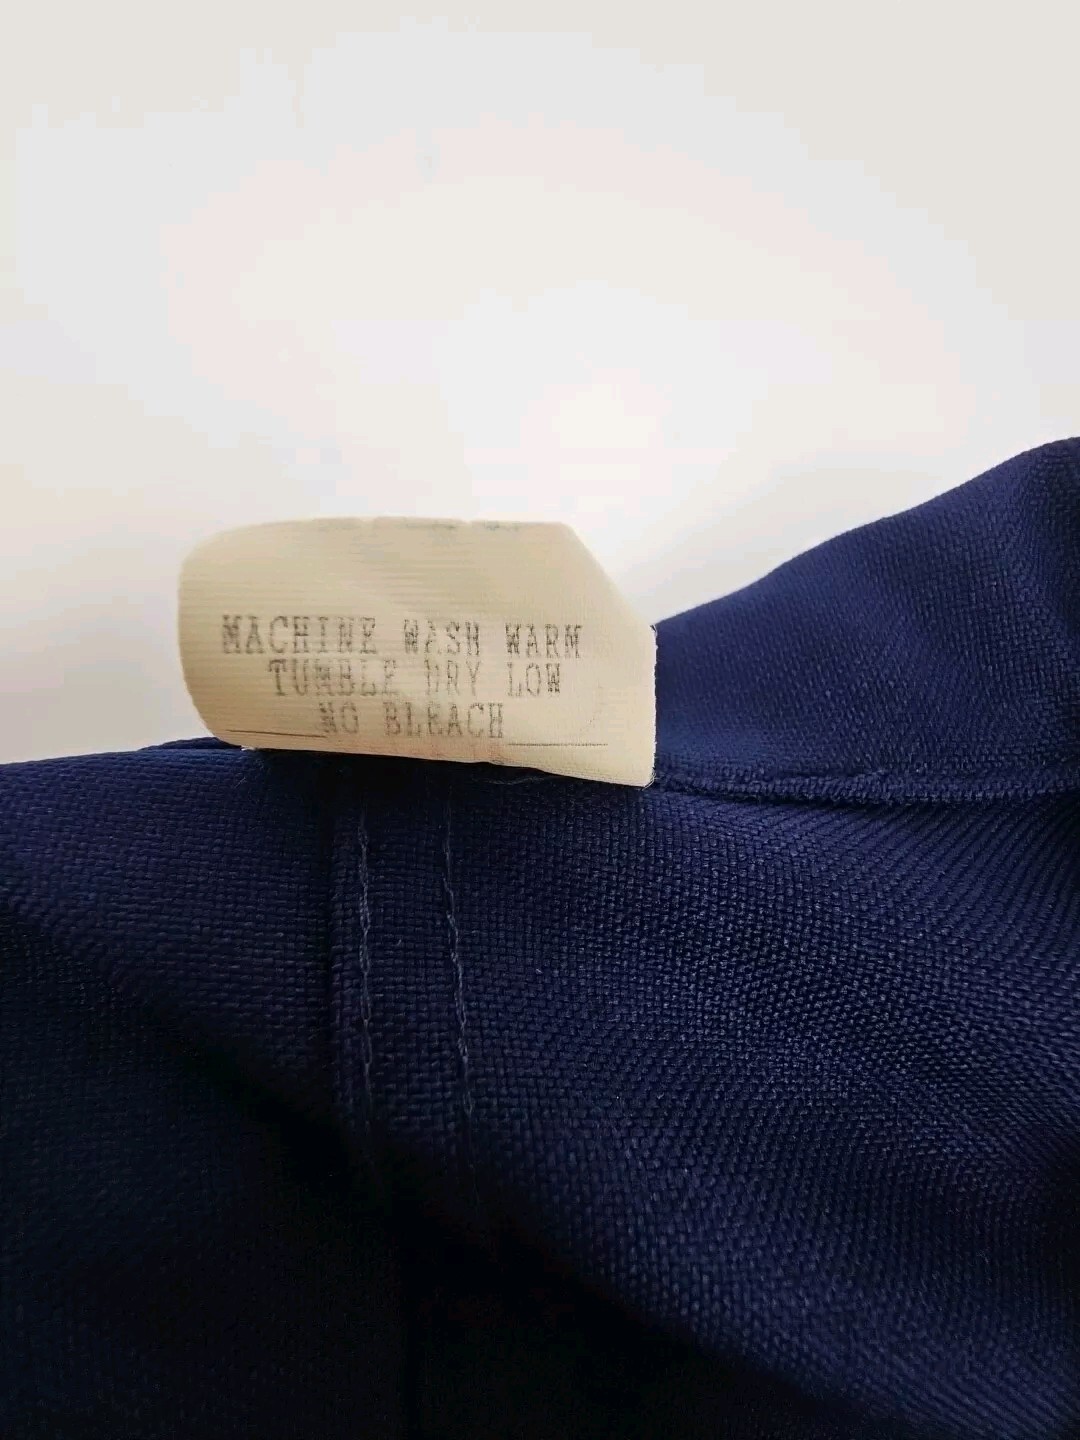 MACHINE WASH WARM
TUMBLE DRY LOW
NO BLEACH